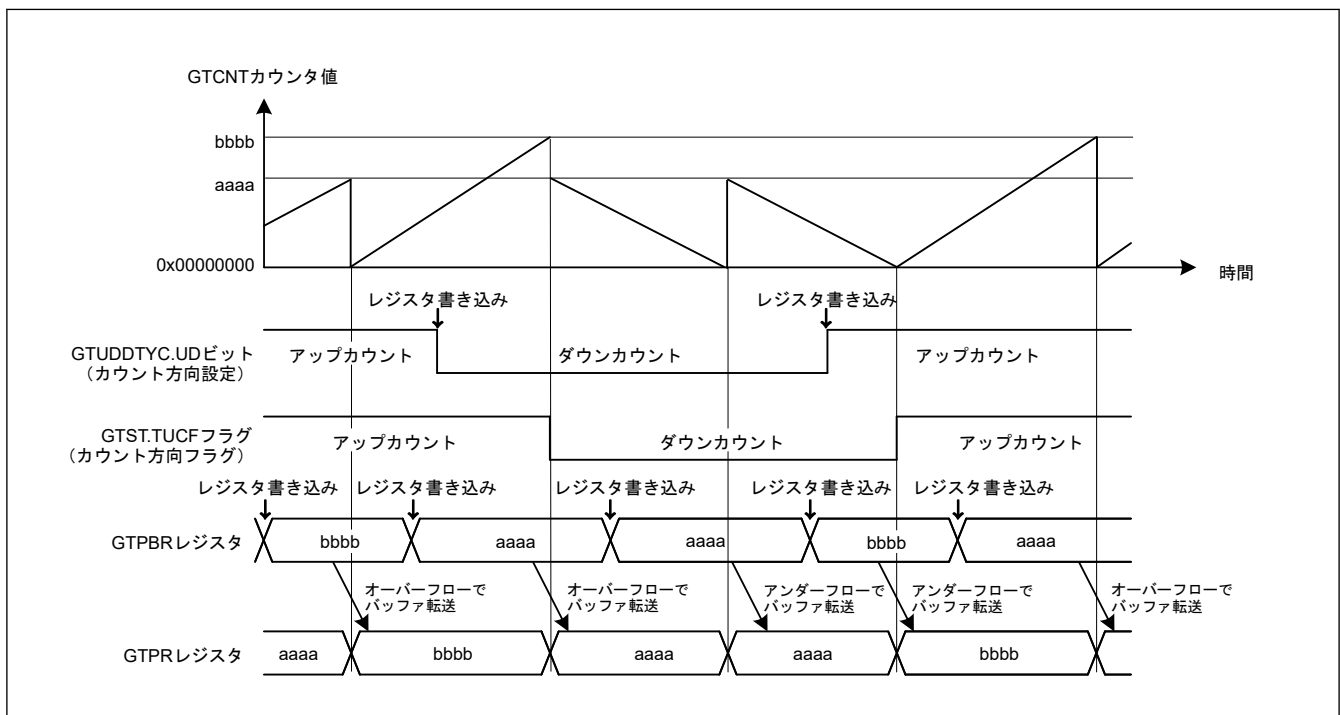 GTCNTカウンタ値
bbbb
aaaa
0x00000000
時間
レジスタ書き込み レジスタ書き込み
GTUDDTYC.UDビット
（カウント方向設定）
アップカウント ダウンカウント アップカウント
GTST.TUCFフラグ
（カウント方向フラグ）
アップカウント ダウンカウント アップカウント
レジスタ書き込み レジスタ書き込み レジスタ書き込み レジスタ書き込み レジスタ書き込み
GTPBRレジスタ bbbb aaaa aaaa bbbb aaaa
オーバーフローで オーバーフローで アンダーフローで アンダーフローで オーバーフローで
バッファ転送 バッファ転送 バッファ転送 バッファ転送 バッファ転送
GTPRレジスタ aaaa bbbb aaaa aaaa bbbb